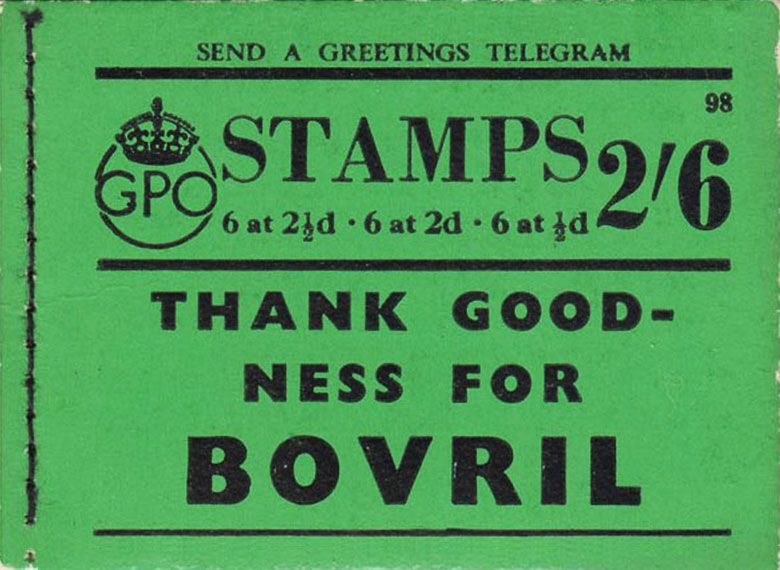 SEND A GREETINGS TELEGRAM
98
GPO
STAMPS 2/6
6 at 2½d · 6 at 2d · 6 at ½d
THANK GOOD-
NESS FOR
BOVRIL